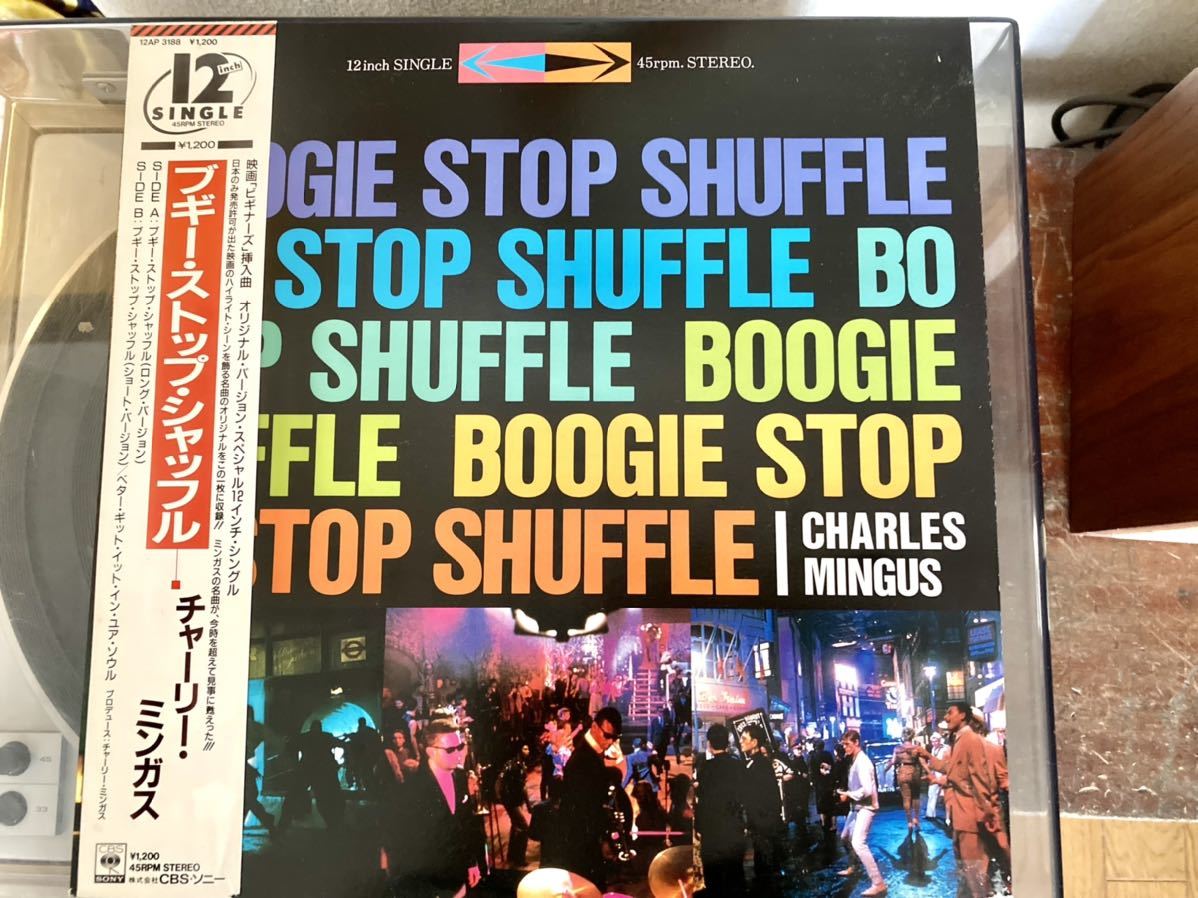 12AP 3188 ¥1,200
12 inch
SINGLE
45RPM STEREO
¥1,200
映画「ビギナーズ」挿入曲 オリジナル・バージョン・スペシャル12インチ・シングル
日本のみ発売許可が出た映画のハイライト・シーンを飾る名曲のオリジナルをこの一枚に収録!! ミンガスの名曲が、今時を超えて見事に甦えった!!!
ブギー・ストップ・シャッフル
チャーリー・ミンガス
SIDE A:ブギー・ストップ・シャッフル(ロング・バージョン)
SIDE B:ブギー・ストップ・シャッフル(ショート・バージョン)/ベター・ギット・イット・イン・ユア・ソウル プロデュース:チャーリー・ミンガス
CBS
SONY
¥1,200
45RPM STEREO
株式会社CBS・ソニー
12inch SINGLE
45rpm. STEREO.
OGIE STOP SHUFFLE
STOP SHUFFLE BO
P SHUFFLE BOOGIE
FFLE BOOGIE STOP
STOP SHUFFLE
CHARLES
MINGUS
45
33